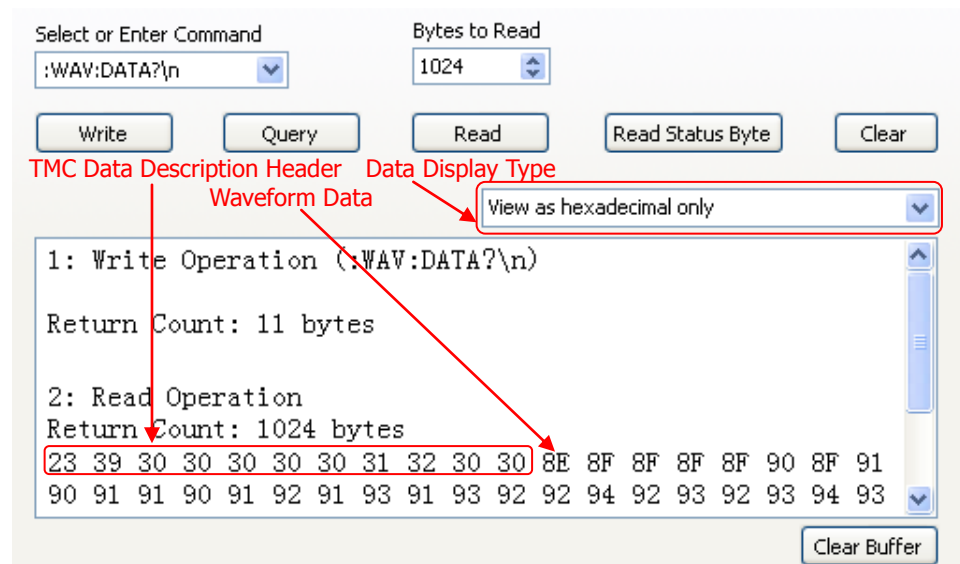 Select or Enter Command Bytes to Read
:WAV:DATA?\n 1024
Write Query Read Read Status Byte Clear
TMC Data Description Header Data Display Type
Waveform Data
View as hexadecimal only
1: Write Operation (:WAV:DATA?\n)
Return Count: 11 bytes
2: Read Operation
Return Count: 1024 bytes
23 39 30 30 30 30 30 31 32 30 30 8E 8F 8F 8F 8F 90 8F 91
90 91 91 90 91 92 91 93 91 93 92 92 94 92 93 92 93 94 93
Clear Buffer